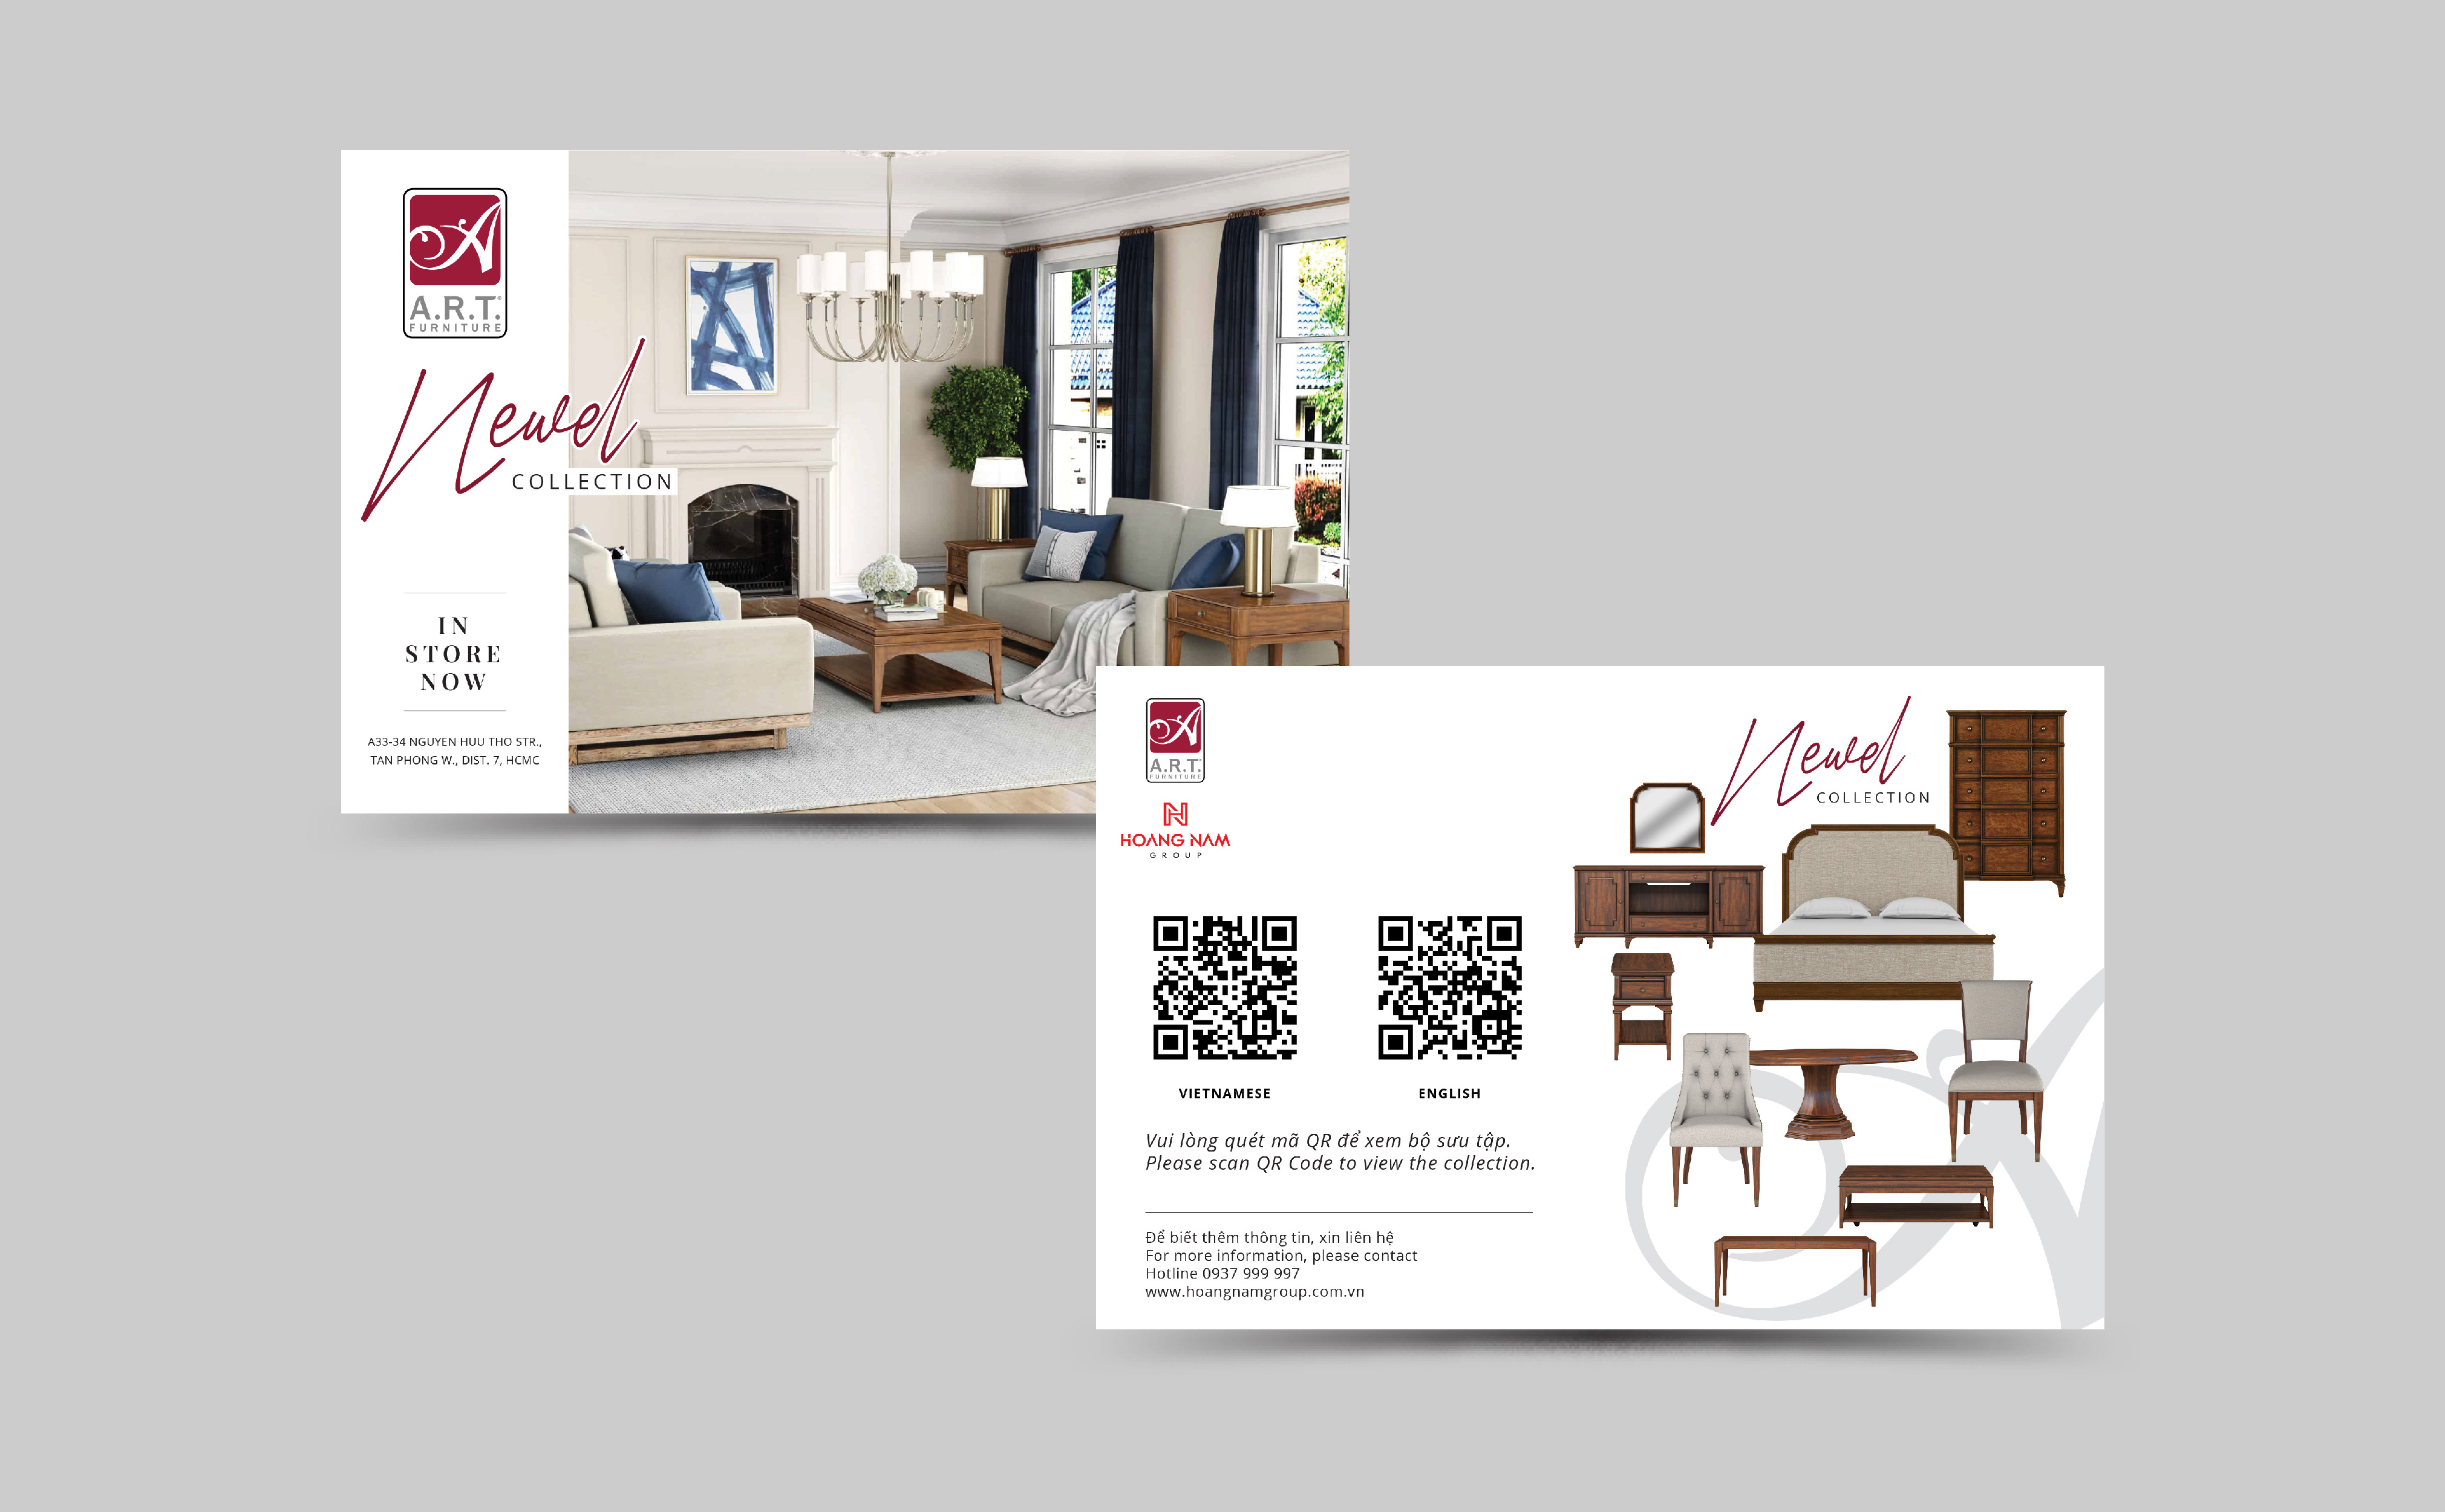 A.R.T.
FURNITURE
Newel
COLLECTION
IN
STORE
NOW
A33-34 NGUYEN HUU THO STR.,
TAN PHONG W., DIST. 7, HCMC
A.R.T.
FURNITURE
HOANG NAM
GROUP
Newel
COLLECTION
VIETNAMESE
ENGLISH
Vui lòng quét mã QR để xem bộ sưu tập.
Please scan QR Code to view the collection.
Để biết thêm thông tin, xin liên hệ
For more information, please contact
Hotline 0937 999 997
www.hoangnamgroup.com.vn